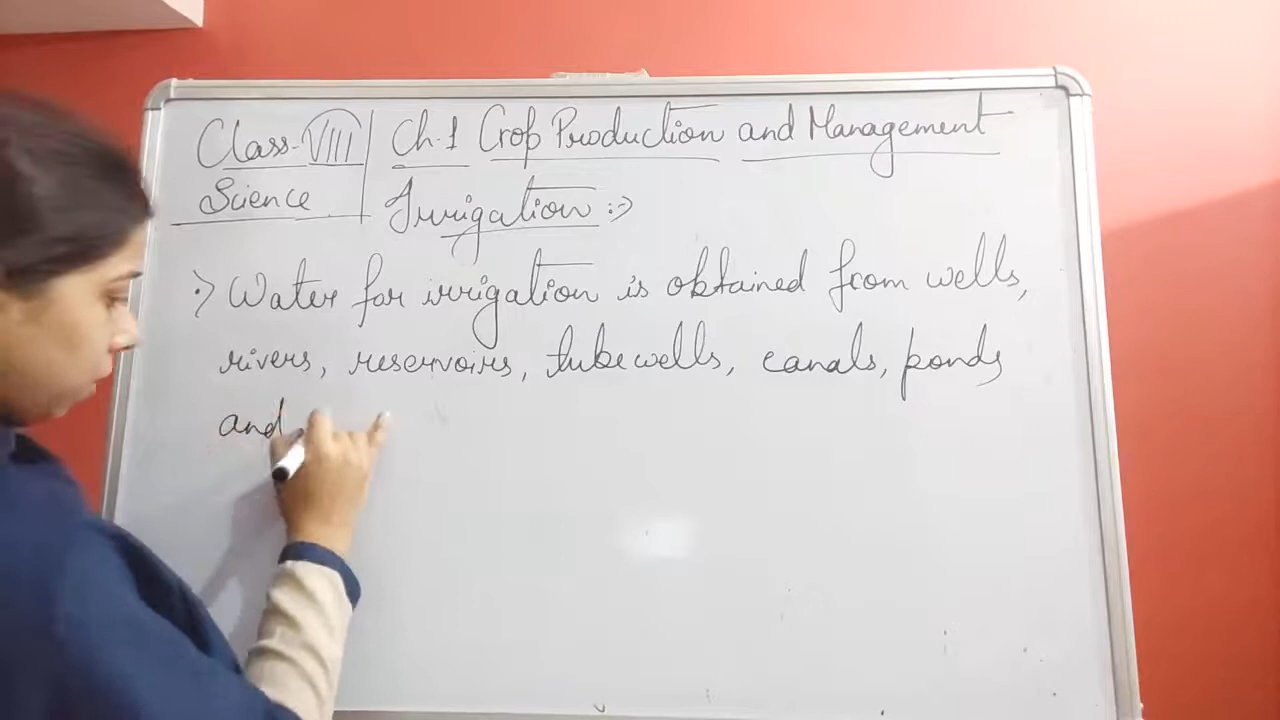 Class-VIII Ch.1 Crop Production and Management
Science Irrigation :-)
:) Water for irrigation is obtained from wells,
rivers, reservoirs, tubewells, canals, ponds
and